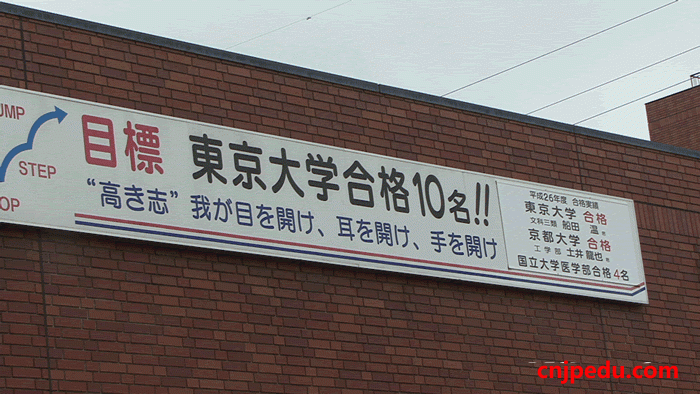 UMP
STEP
OP
目標 東京大学合格10名!!
“高き志”我が目を開け、耳を開け、手を開け
平成26年度 合格実績
東京大学 合格
文科三類 船田 温
京都大学 合格
工学部 土井 龍也
国立大学医学部合格4名
cnjpedu.com